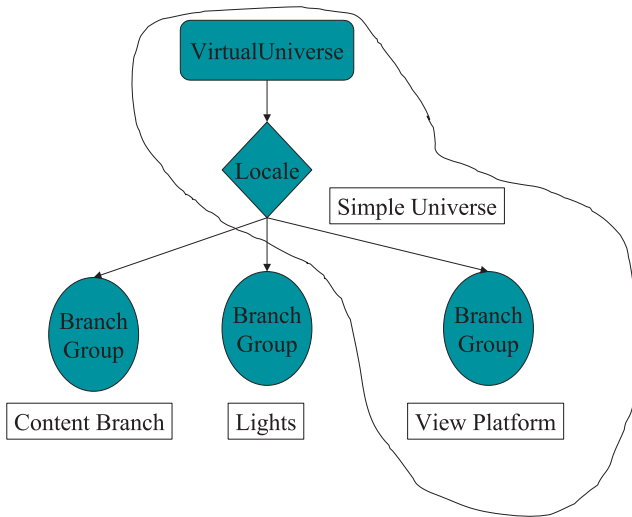 VirtualUniverse
Locale
Simple Universe
Branch
Group
Branch
Group
Branch
Group
Content Branch
Lights
View Platform